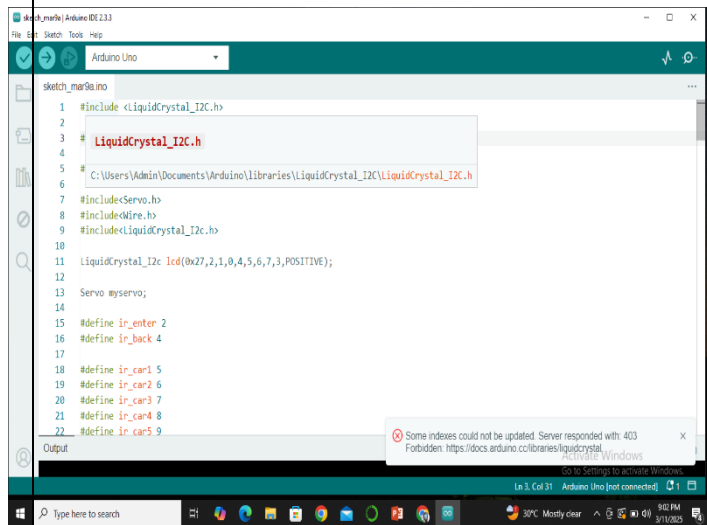 sketch_mar9a | Arduino IDE 2.3.3
File Edit Sketch Tools Help
Arduino Uno
sketch_mar9a.ino
1 #include <LiquidCrystal_I2C.h>
2
3 #
4
5 #
6
LiquidCrystal_I2C.h
C:\Users\Admin\Documents\Arduino\libraries\LiquidCrystal_I2C\LiquidCrystal_I2C.h
7 #include<Servo.h>
8 #include<Wire.h>
9 #include<LiquidCrystal_I2c.h>
10
11 LiquidCrystal_I2c lcd(0x27,2,1,0,4,5,6,7,3,POSITIVE);
12
13 Servo myservo;
14
15 #define ir_enter 2
16 #define ir_back 4
17
18 #define ir_car1 5
19 #define ir_car2 6
20 #define ir_car3 7
21 #define ir_car4 8
22 #define ir_car5 9
Some indexes could not be updated. Server responded with: 403
Forbidden: https://docs.arduino.cc/libraries/liquidcrystal
Output
Activate Windows
Go to Settings to activate Windows.
Ln 3, Col 31 Arduino Uno [not connected] 1
Type here to search
30°C Mostly clear
9:02 PM
3/11/2025